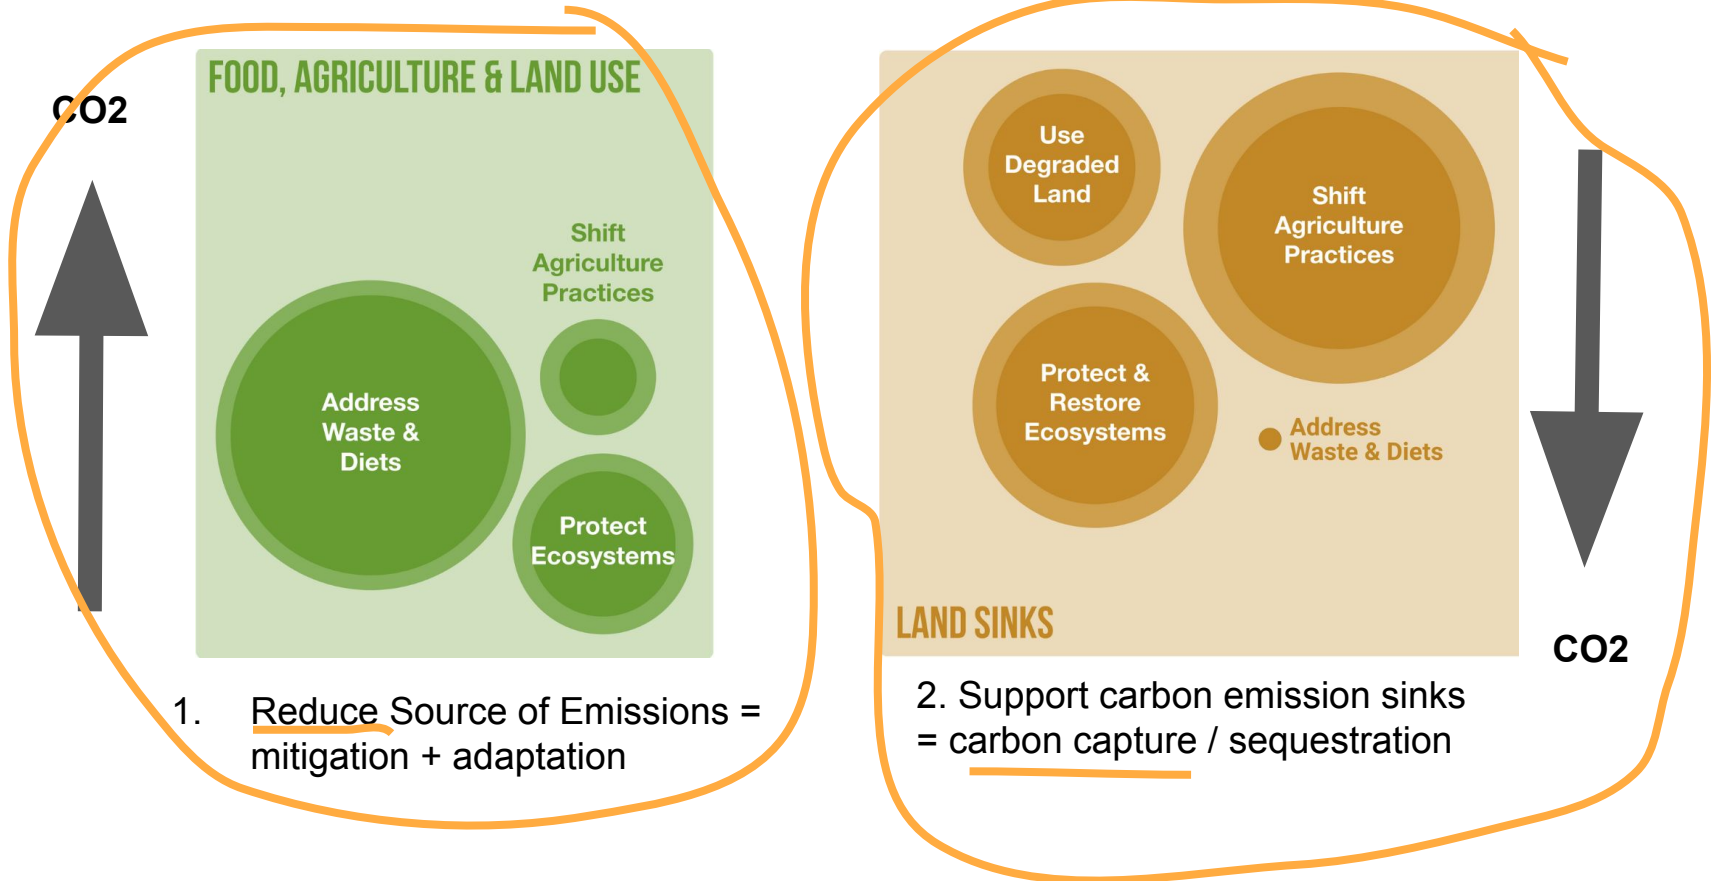 CO2
FOOD, AGRICULTURE & LAND USE
Shift
Agriculture
Practices
Address
Waste &
Diets
Protect
Ecosystems
1. Reduce Source of Emissions =
mitigation + adaptation
Use
Degraded
Land
Shift
Agriculture
Practices
Protect &
Restore
Ecosystems
Address
Waste & Diets
LAND SINKS
CO2
2. Support carbon emission sinks
= carbon capture / sequestration